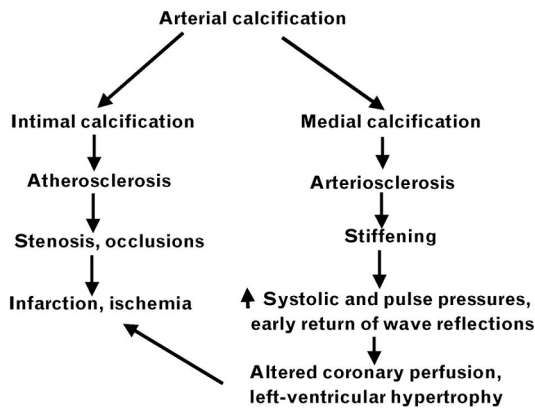 Arterial calcification
Intimal calcification
Atherosclerosis
Stenosis, occlusions
Infarction, ischemia
Medial calcification
Arteriosclerosis
Stiffening
Systolic and pulse pressures,
early return of wave reflections
Altered coronary perfusion,
left-ventricular hypertrophy